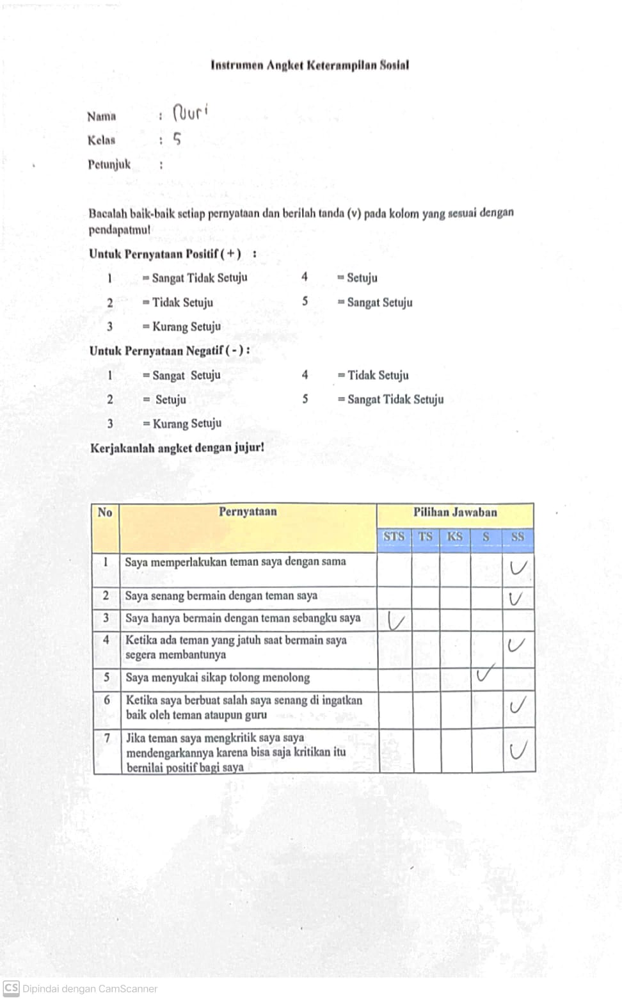 Instrumen Angket Keterampilan Sosial
Nama : Nuri
Kelas : 5
Petunjuk :
Bacalah baik-baik setiap pernyataan dan berilah tanda (v) pada kolom yang sesuai dengan
pendapatmu!
Untuk Pernyataan Positif ( + ) :
1 = Sangat Tidak Setuju 4 = Setuju
2 = Tidak Setuju 5 = Sangat Setuju
3 = Kurang Setuju
Untuk Pernyataan Negatif ( - ) :
1 = Sangat Setuju 4 = Tidak Setuju
2 = Setuju 5 = Sangat Tidak Setuju
3 = Kurang Setuju
Kerjakanlah angket dengan jujur!
No Pernyataan Pilihan Jawaban
STS TS KS S SS
1 Saya memperlakukan teman saya dengan sama
2 Saya senang bermain dengan teman saya
3 Saya hanya bermain dengan teman sebangku saya
4 Ketika ada teman yang jatuh saat bermain saya
segera membantunya
5 Saya menyukai sikap tolong menolong
6 Ketika saya berbuat salah saya senang di ingatkan
baik oleh teman ataupun guru
7 Jika teman saya mengkritik saya saya
mendengarkannya karena bisa saja kritikan itu
bernilai positif bagi saya
CS Dipindai dengan CamScanner